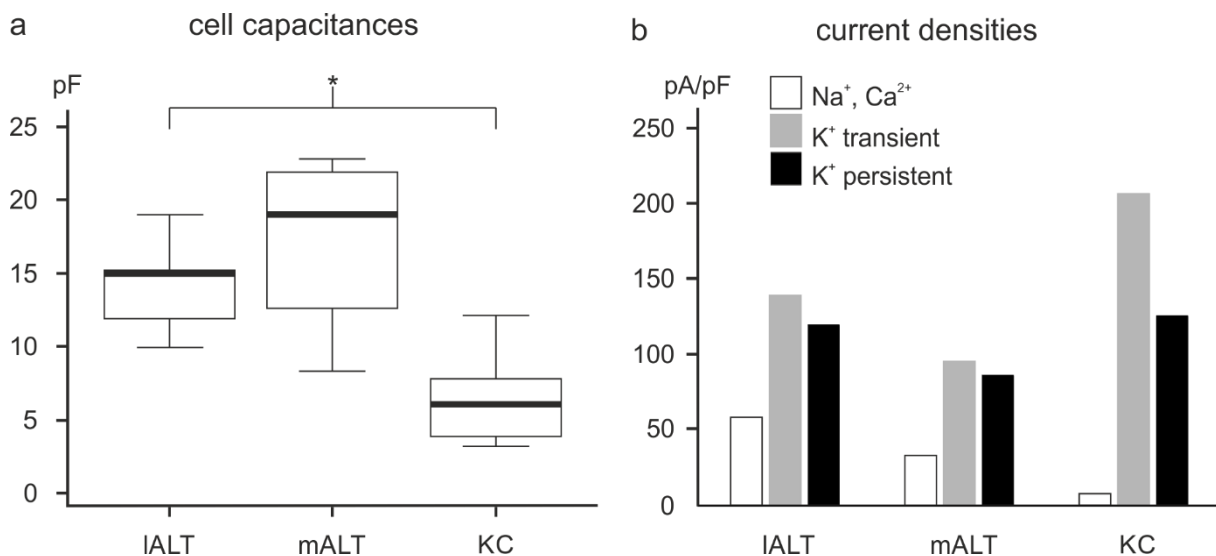 a cell capacitances
pF
*
25
20
15
10
5
0
lALT mALT KC
b current densities
pA/pF
Na⁺, Ca²⁺
K⁺ transient
K⁺ persistent
250
200
150
100
50
0
lALT mALT KC